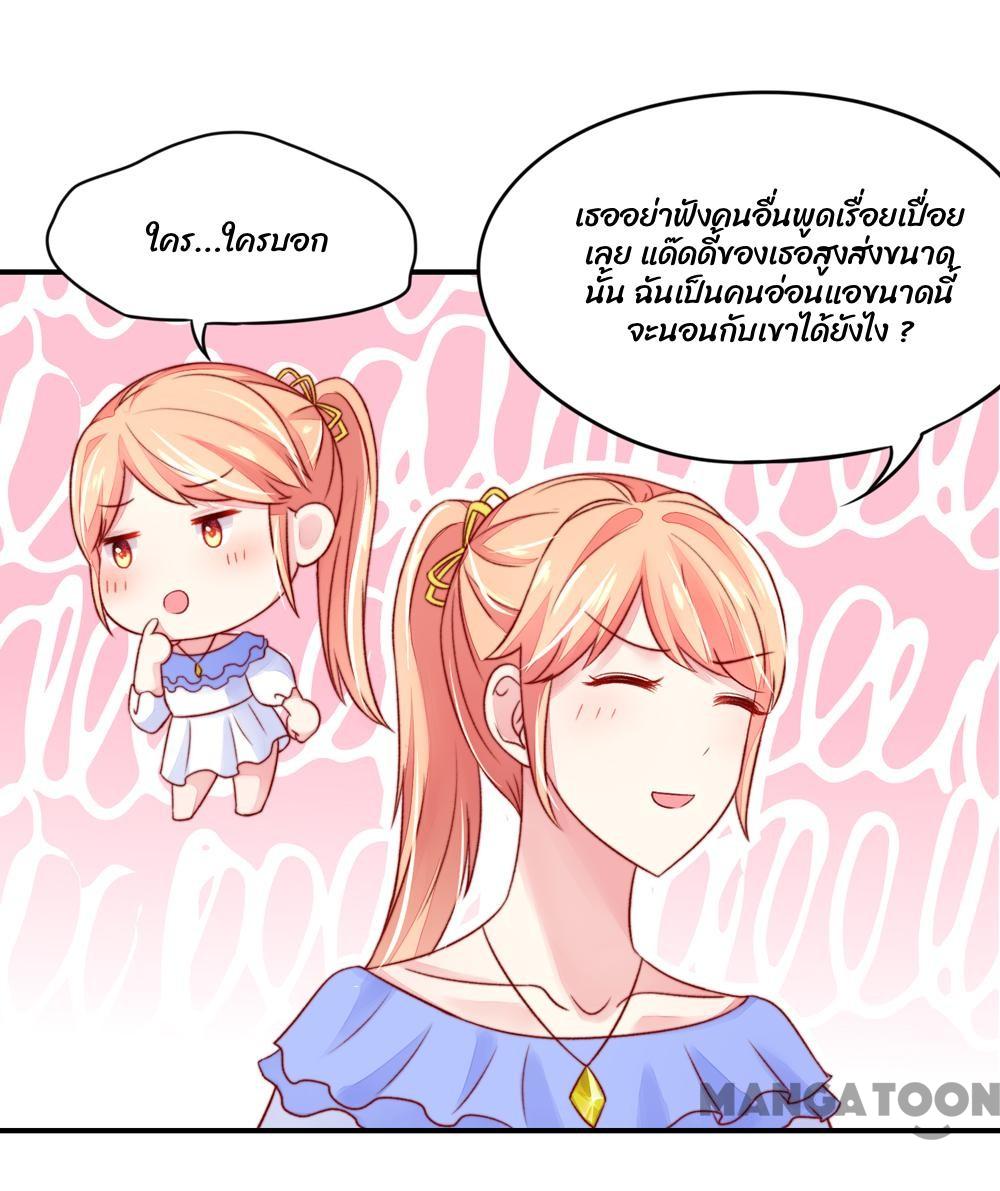 ใคร...ใครบอก
เธออย่าฟังคนอื่นพูดเรื่อยเปื่อย
เลย แด๊ดดี้ของเธอสูงส่งขนาด
นั้น ฉันเป็นคนอ่อนแอขนาดนี้
จะนอนกับเขาได้ยังไง ?
MANGATOON